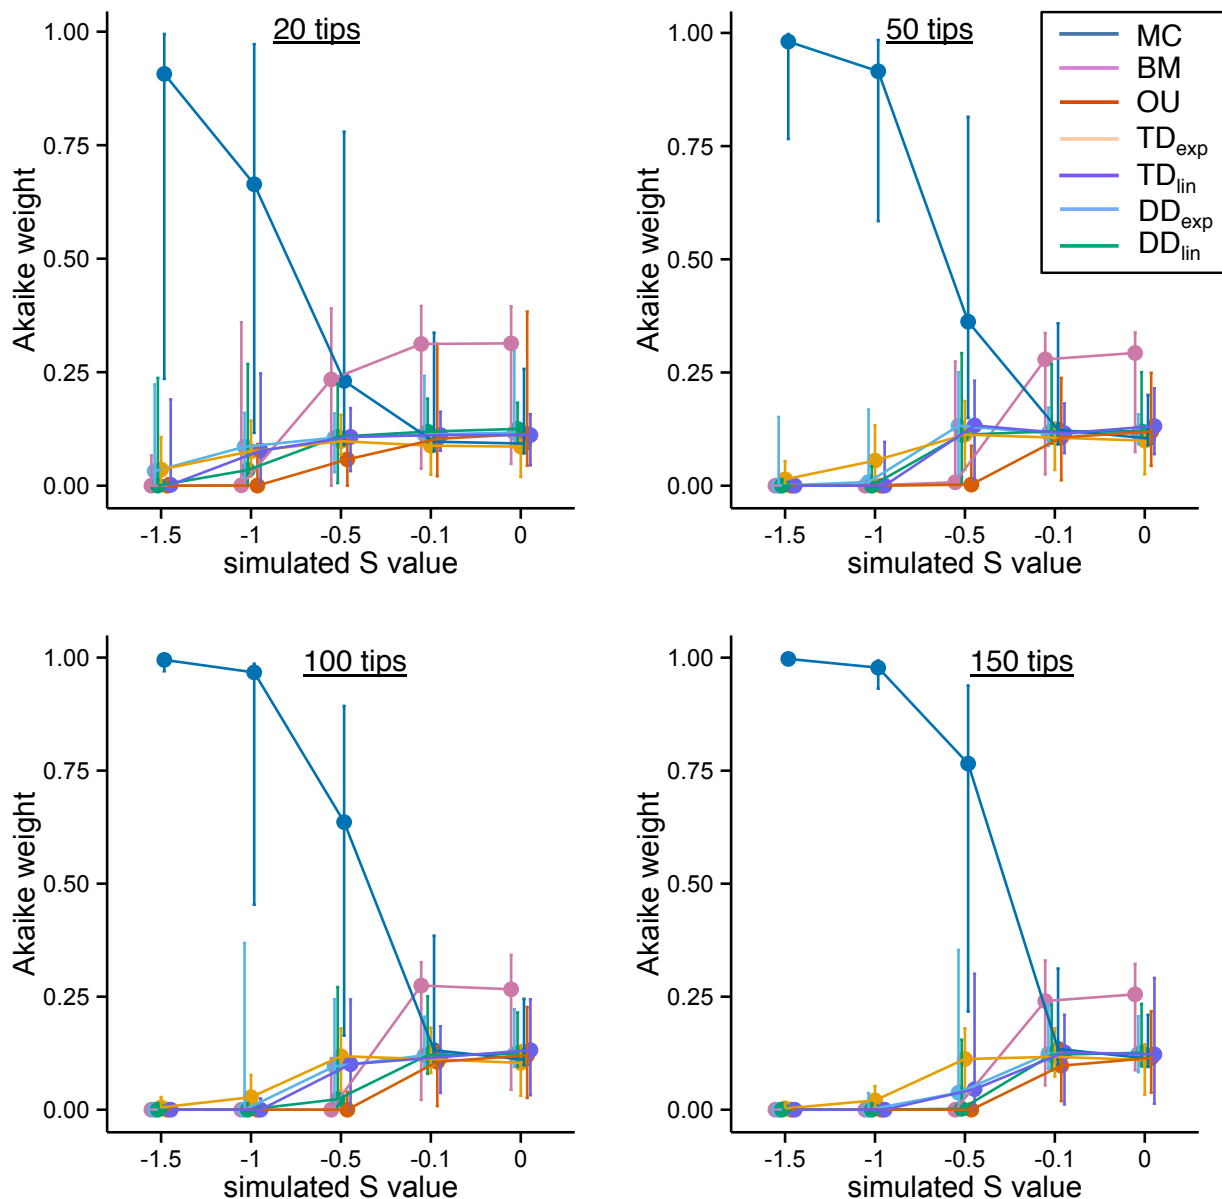 20 tips
1.00
0.75
0.50
0.25
0.00
Akaike weight
-1.5 -1 -0.5 -0.1 0
simulated S value
50 tips
1.00
0.75
0.50
0.25
0.00
Akaike weight
-1.5 -1 -0.5 -0.1 0
simulated S value
MC
BM
OU
TDexp
TDlin
DDexp
DDlin
100 tips
1.00
0.75
0.50
0.25
0.00
Akaike weight
-1.5 -1 -0.5 -0.1 0
simulated S value
150 tips
1.00
0.75
0.50
0.25
0.00
Akaike weight
-1.5 -1 -0.5 -0.1 0
simulated S value